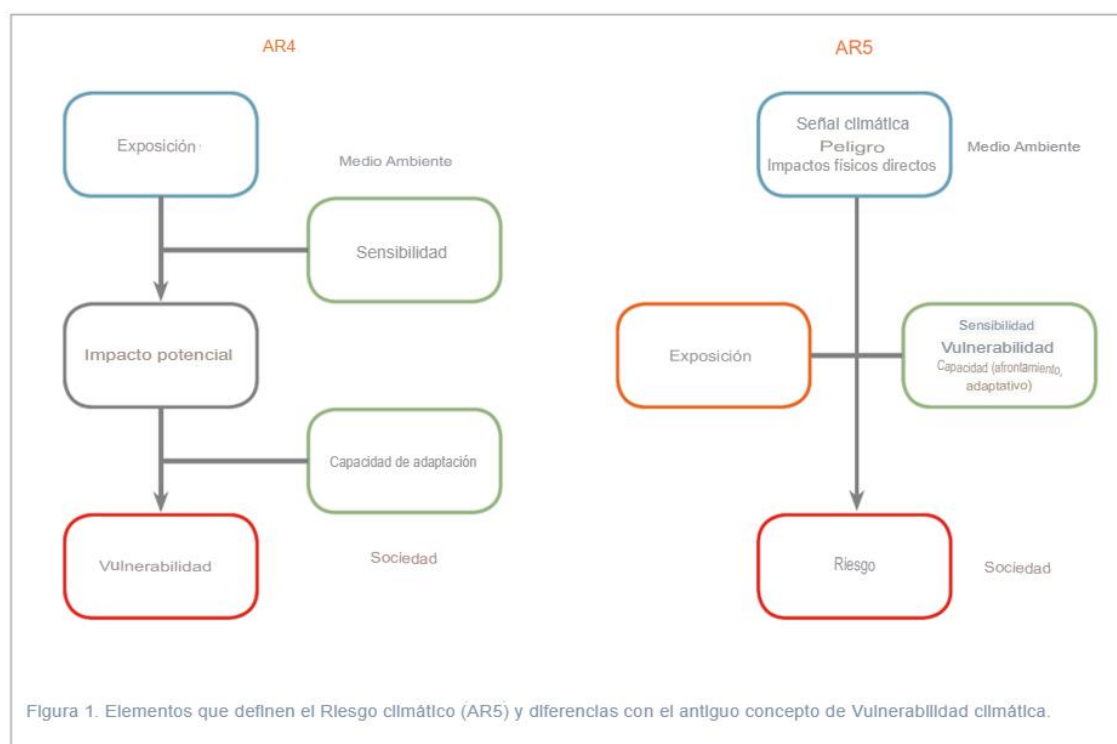 AR4
Exposición
Medio Ambiente
Sensibilidad
Impacto potencial
Capacidad de adaptación
Vulnerabilidad
Sociedad
AR5
Señal climática
Peligro
Impactos físicos directos
Medio Ambiente
Exposición
Sensibilidad
Vulnerabilidad
Capacidad (afrontamiento,
adaptativo)
Riesgo
Sociedad
Figura 1. Elementos que definen el Riesgo climático (AR5) y diferencias con el antiguo concepto de Vulnerabilidad climática.